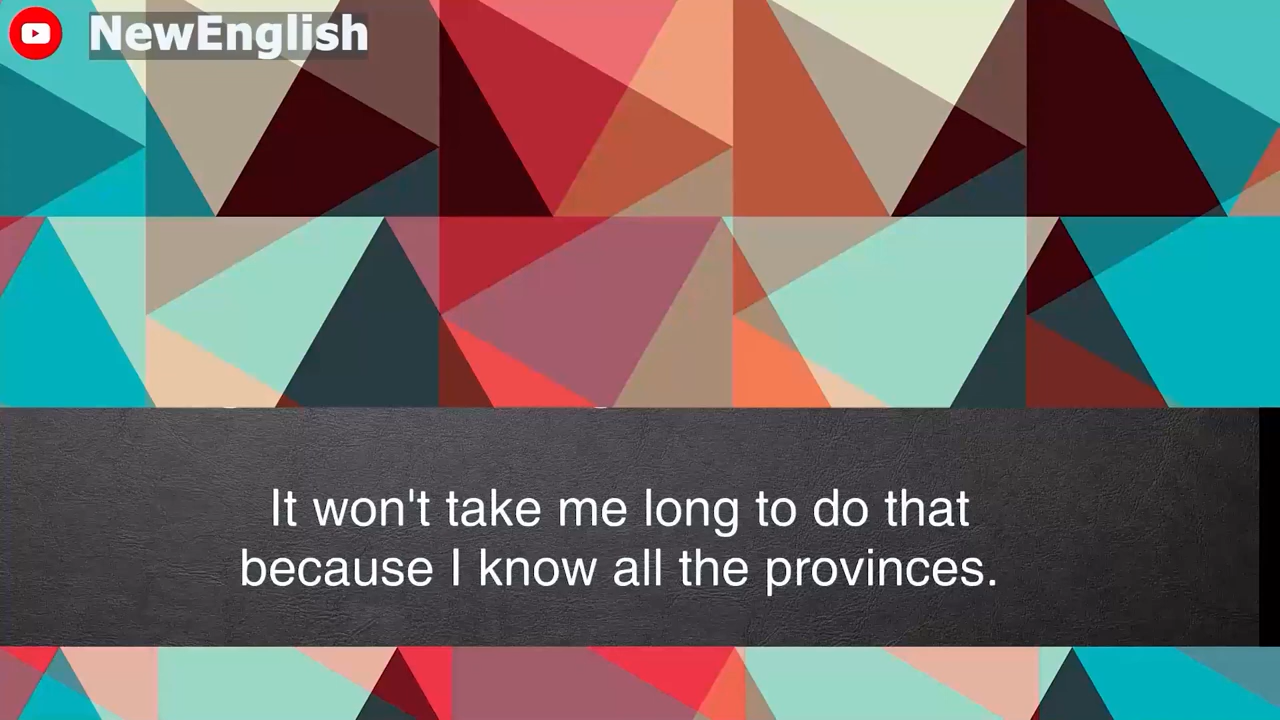 NewEnglish
It won't take me long to do that
because I know all the provinces.